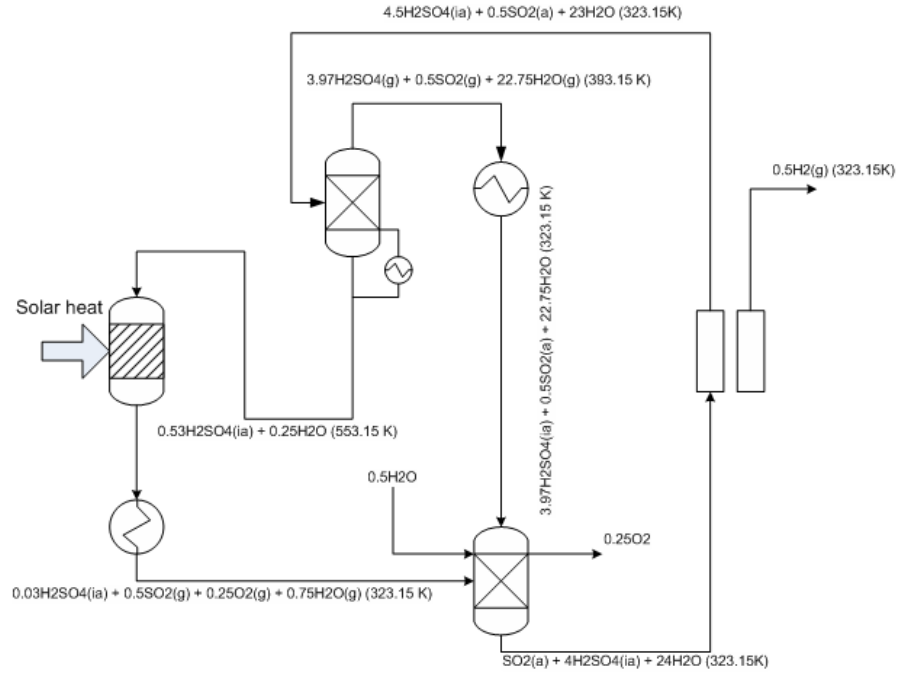 4.5H2SO4(ia) + 0.5SO2(a) + 23H2O (323.15K)
3.97H2SO4(g) + 0.5SO2(g) + 22.75H2O(g) (393.15 K)
0.5H2(g) (323.15K)
3.97H2SO4(ia) + 0.5SO2(a) + 22.75H2O (323.15 K)
Solar heat
0.53H2SO4(ia) + 0.25H2O (553.15 K)
0.5H2O
0.25O2
0.03H2SO4(ia) + 0.5SO2(g) + 0.25O2(g) + 0.75H2O(g) (323.15 K)
SO2(a) + 4H2SO4(ia) + 24H2O (323.15K)